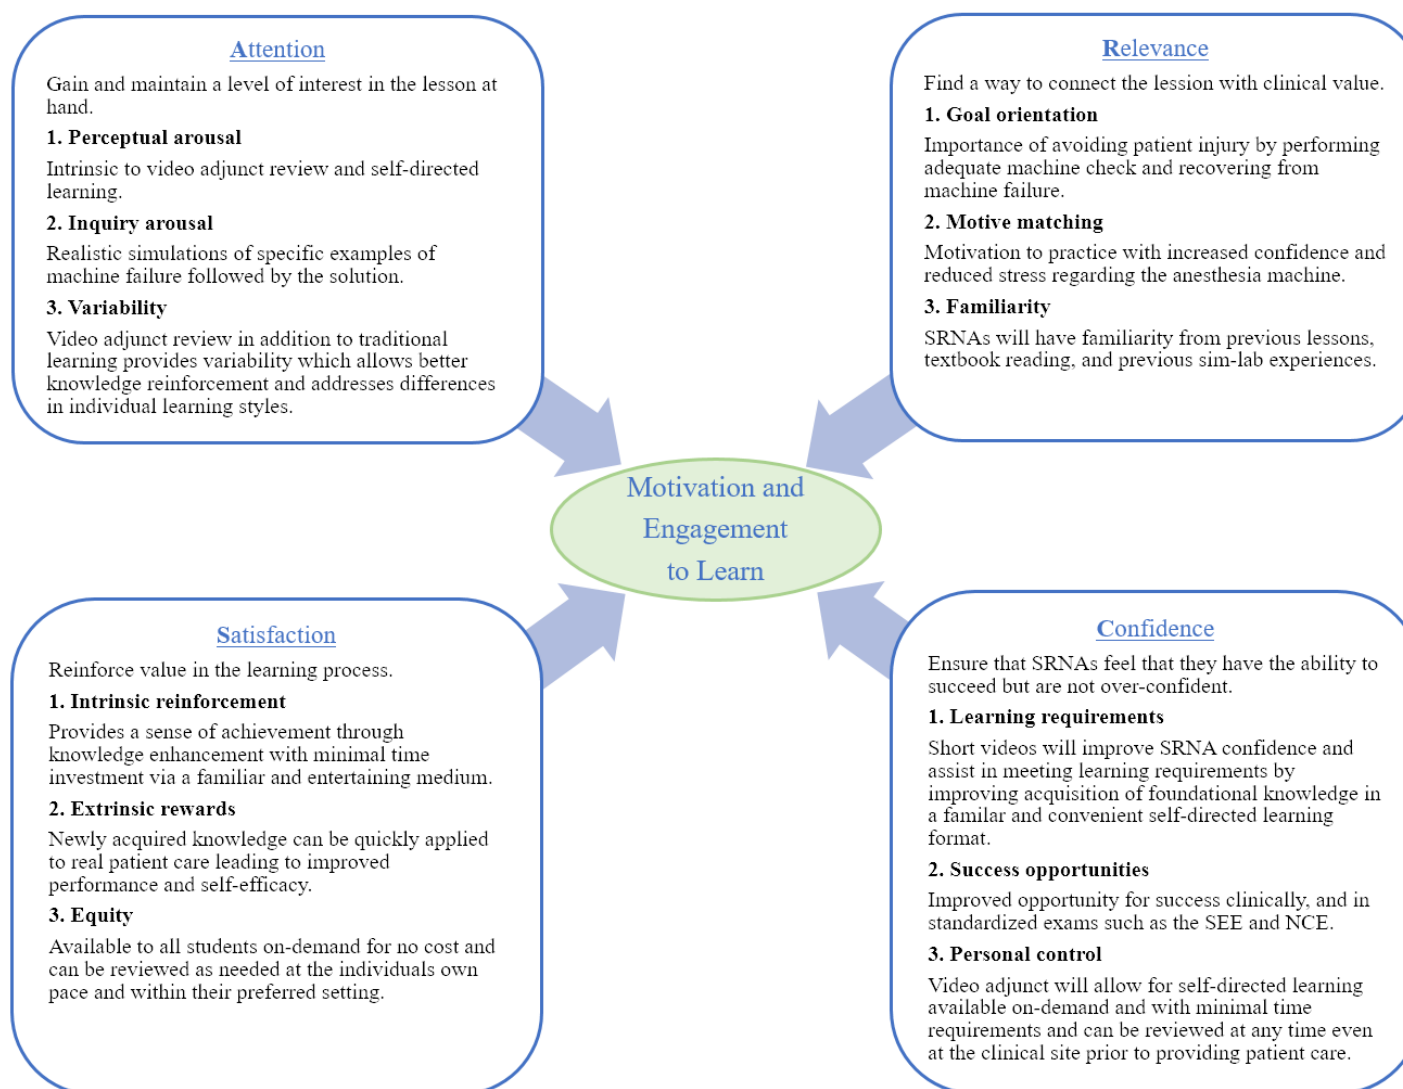 Attention
Gain and maintain a level of interest in the lesson at
hand.
1. Perceptual arousal
Intrinsic to video adjunct review and self-directed
learning.
2. Inquiry arousal
Realistic simulations of specific examples of
machine failure followed by the solution.
3. Variability
Video adjunct review in addition to traditional
learning provides variability which allows better
knowledge reinforcement and addresses differences
in individual learning styles.
Relevance
Find a way to connect the lession with clinical value.
1. Goal orientation
Importance of avoiding patient injury by performing
adequate machine check and recovering from
machine failure.
2. Motive matching
Motivation to practice with increased confidence and
reduced stress regarding the anesthesia machine.
3. Familiarity
SRNAs will have familiarity from previous lessons,
textbook reading, and previous sim-lab experiences.
Motivation and
Engagement
to Learn
Satisfaction
Reinforce value in the learning process.
1. Intrinsic reinforcement
Provides a sense of achievement through
knowledge enhancement with minimal time
investment via a familiar and entertaining medium.
2. Extrinsic rewards
Newly acquired knowledge can be quickly applied
to real patient care leading to improved
performance and self-efficacy.
3. Equity
Available to all students on-demand for no cost and
can be reviewed as needed at the individuals own
pace and within their preferred setting.
Confidence
Ensure that SRNAs feel that they have the ability to
succeed but are not over-confident.
1. Learning requirements
Short videos will improve SRNA confidence and
assist in meeting learning requirements by
improving acquisition of foundational knowledge in
a familar and convenient self-directed learning
format.
2. Success opportunities
Improved opportunity for success clinically, and in
standardized exams such as the SEE and NCE.
3. Personal control
Video adjunct will allow for self-directed learning
available on-demand and with minimal time
requirements and can be reviewed at any time even
at the clinical site prior to providing patient care.